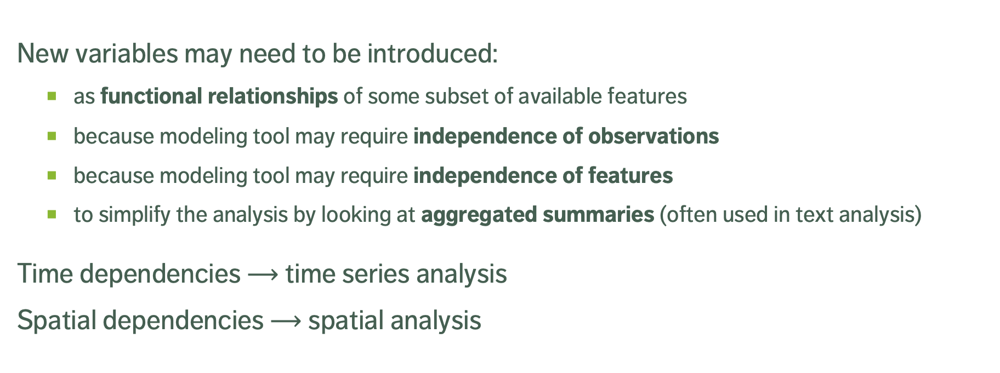 New variables may need to be introduced:
▪ as functional relationships of some subset of available features
▪ because modeling tool may require independence of observations
▪ because modeling tool may require independence of features
▪ to simplify the analysis by looking at aggregated summaries (often used in text analysis)
Time dependencies ⟶ time series analysis
Spatial dependencies ⟶ spatial analysis